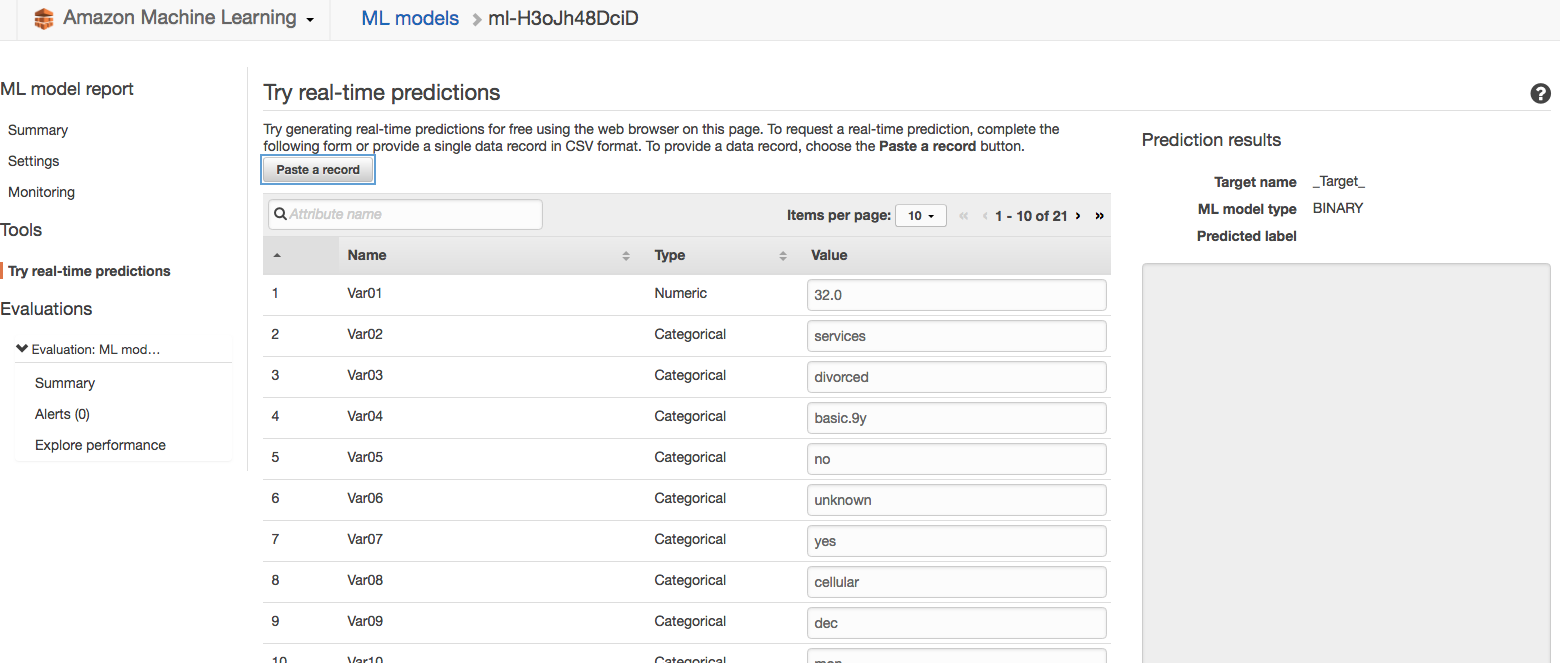 Amazon Machine Learning
ML models
ml-H3oJh48DciD
ML model report
Summary
Settings
Monitoring
Tools
Try real-time predictions
Evaluations
Evaluation: ML mod…
Summary
Alerts (0)
Explore performance
Try real-time predictions
?
Try generating real-time predictions for free using the web browser on this page. To request a real-time prediction, complete the
following form or provide a single data record in CSV format. To provide a data record, choose the Paste a record button.
Paste a record
Attribute name
Items per page: 10 « ‹ 1 - 10 of 21 › »
Name Type Value
1 Var01 Numeric 32.0
2 Var02 Categorical services
3 Var03 Categorical divorced
4 Var04 Categorical basic.9y
5 Var05 Categorical no
6 Var06 Categorical unknown
7 Var07 Categorical yes
8 Var08 Categorical cellular
9 Var09 Categorical dec
10 Var10 Categorical mon
Prediction results
Target name _Target_
ML model type BINARY
Predicted label